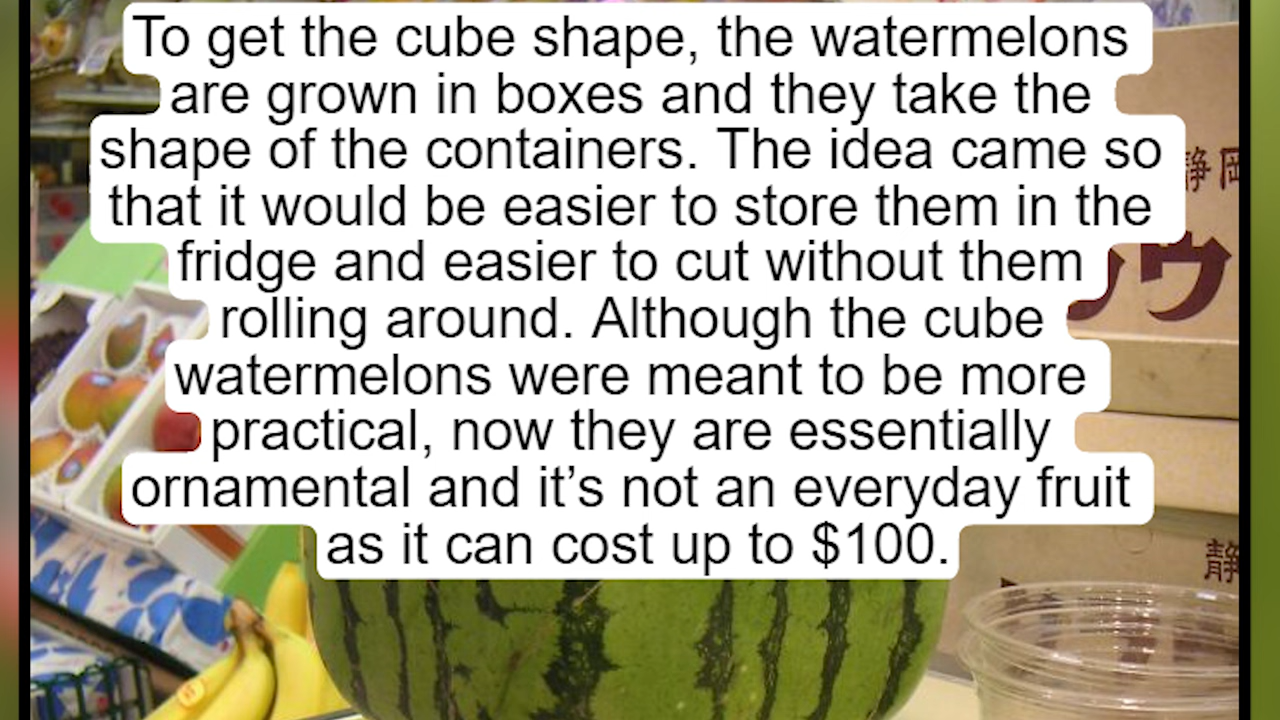 To get the cube shape, the watermelons
are grown in boxes and they take the
shape of the containers. The idea came so
that it would be easier to store them in the
fridge and easier to cut without them
rolling around. Although the cube
watermelons were meant to be more
practical, now they are essentially
ornamental and it’s not an everyday fruit
as it can cost up to $100.
静岡
ウ
静